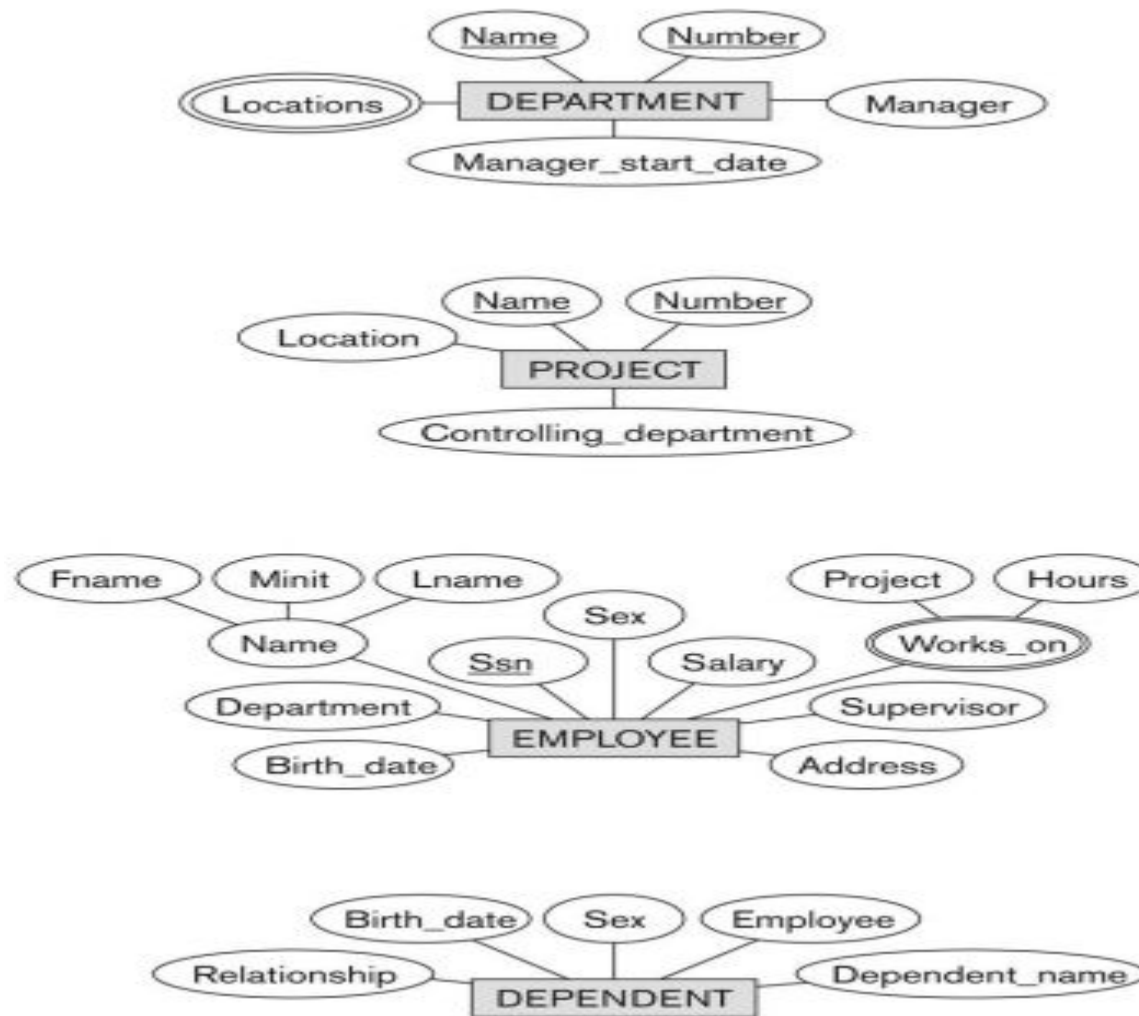 Name Number
Locations DEPARTMENT Manager
Manager_start_date
Name Number
Location
PROJECT
Controlling_department
Fname Minit Lname Project Hours
Sex
Name Works_on
Ssn Salary
Department Supervisor
EMPLOYEE
Birth_date Address
Birth_date Sex Employee
Relationship Dependent_name
DEPENDENT